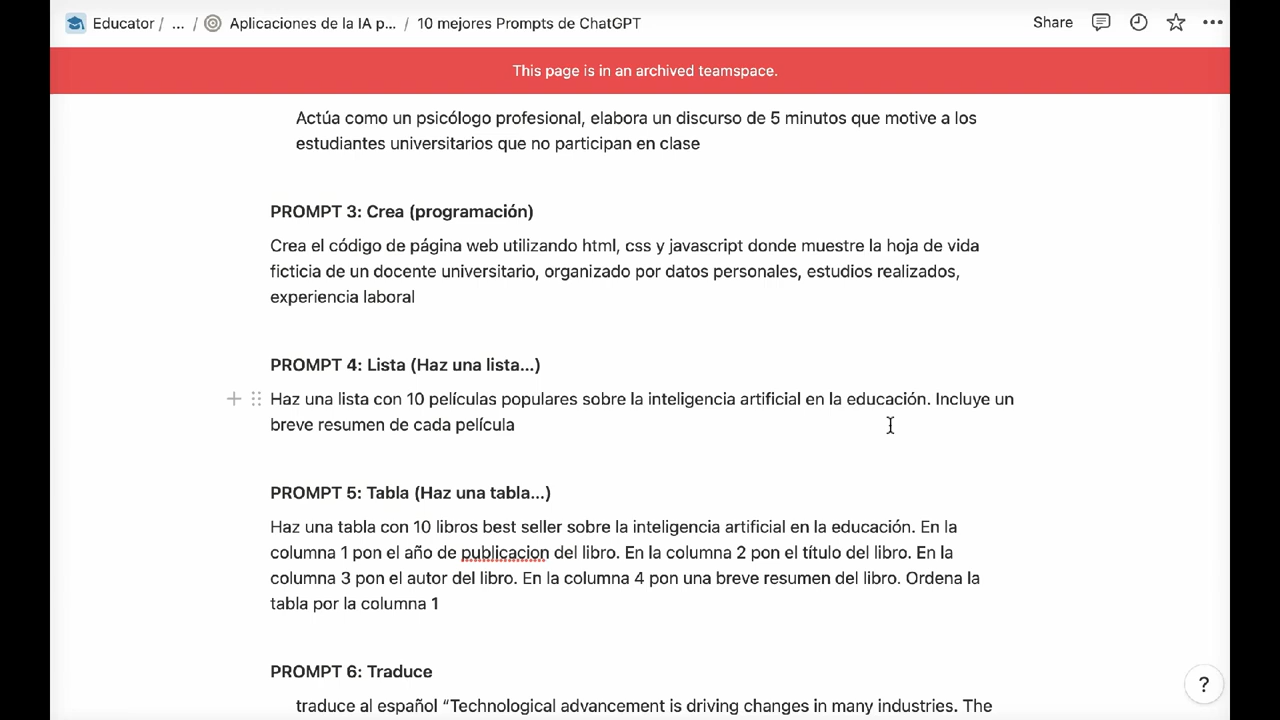 Educator / ... / Aplicaciones de la IA p... / 10 mejores Prompts de ChatGPT
Share
This page is in an archived teamspace.
Actúa como un psicólogo profesional, elabora un discurso de 5 minutos que motive a los
estudiantes universitarios que no participan en clase
PROMPT 3: Crea (programación)
Crea el código de página web utilizando html, css y javascript donde muestre la hoja de vida
ficticia de un docente universitario, organizado por datos personales, estudios realizados,
experiencia laboral
PROMPT 4: Lista (Haz una lista...)
Haz una lista con 10 películas populares sobre la inteligencia artificial en la educación. Incluye un
breve resumen de cada película
PROMPT 5: Tabla (Haz una tabla...)
Haz una tabla con 10 libros best seller sobre la inteligencia artificial en la educación. En la
columna 1 pon el año de publicacion del libro. En la columna 2 pon el título del libro. En la
columna 3 pon el autor del libro. En la columna 4 pon una breve resumen del libro. Ordena la
tabla por la columna 1
PROMPT 6: Traduce
traduce al español “Technological advancement is driving changes in many industries. The
?